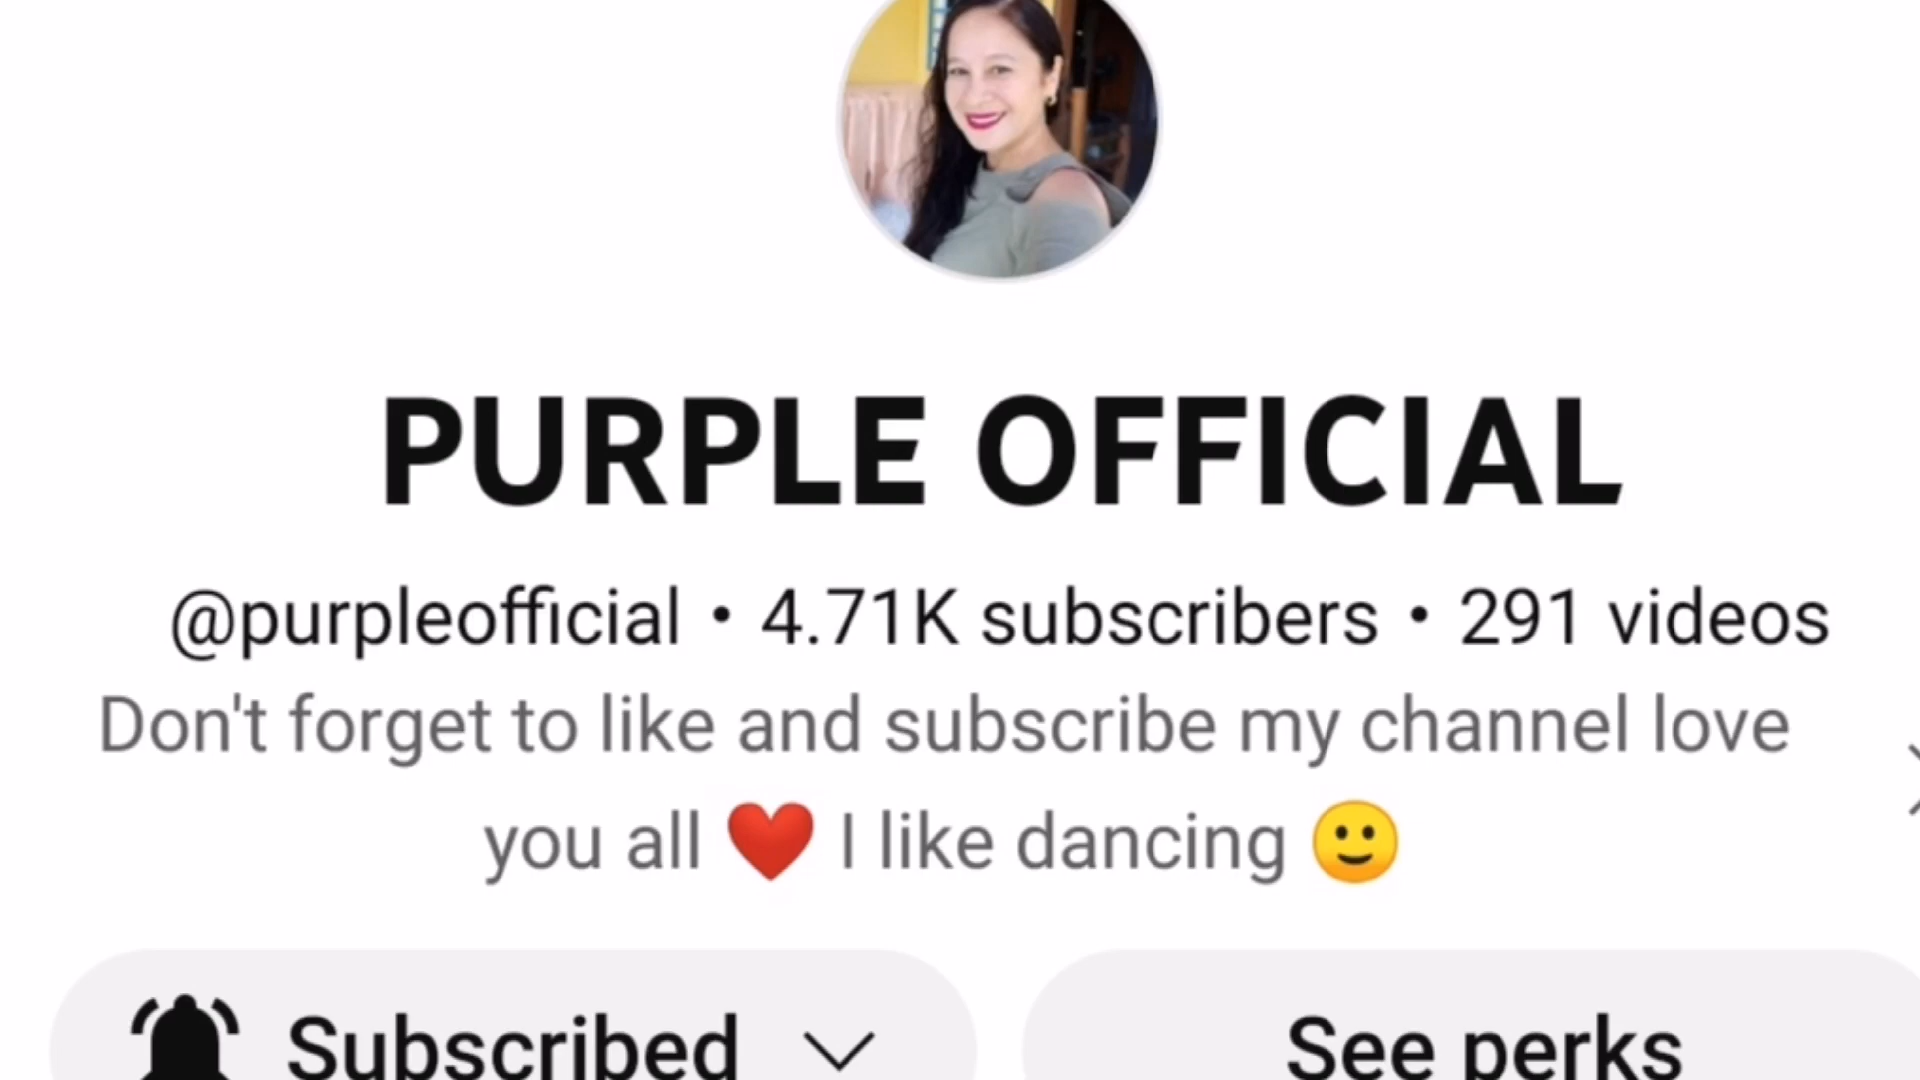 PURPLE OFFICIAL
@purpleofficial • 4.71K subscribers • 291 videos
Don't forget to like and subscribe my channel love
you all ❤️ I like dancing 🙂
Subscribed
See perks